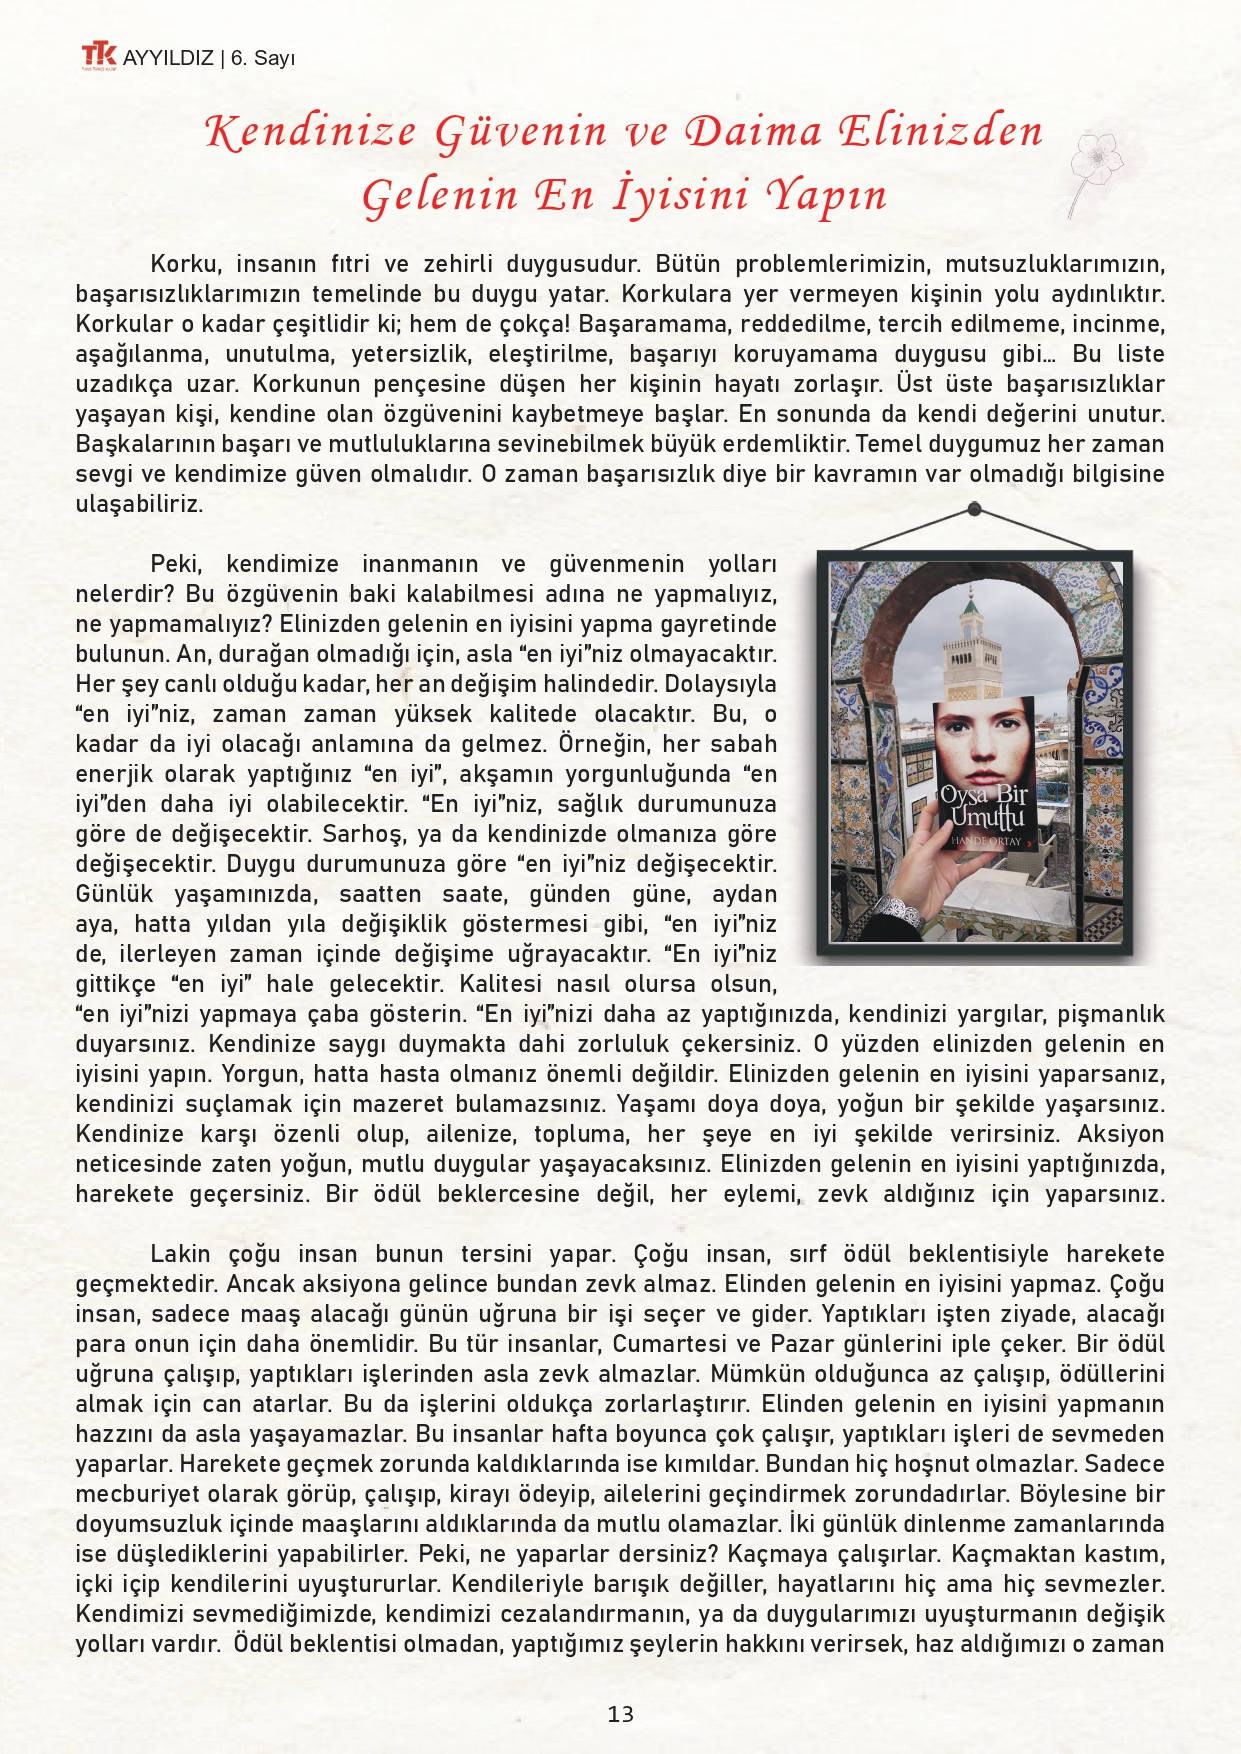 TTK AYYILDIZ | 6. Sayı
Kendinize Güvenin ve Daima Elinizden
Gelenin En İyisini Yapın
Korku, insanın fıtri ve zehirli duygusudur. Bütün problemlerimizin, mutsuzluklarımızın,
başarısızlıklarımızın temelinde bu duygu yatar. Korkulara yer vermeyen kişinin yolu aydınlıktır.
Korkular o kadar çeşitlidir ki; hem de çokça! Başaramama, reddedilme, tercih edilmeme, incinme,
aşağılanma, unutulma, yetersizlik, eleştirilme, başarıyı koruyamama duygusu gibi… Bu liste
uzadıkça uzar. Korkunun pençesine düşen her kişinin hayatı zorlaşır. Üst üste başarısızlıklar
yaşayan kişi, kendine olan özgüvenini kaybetmeye başlar. En sonunda da kendi değerini unutur.
Başkalarının başarı ve mutluluklarına sevinebilmek büyük erdemliktir. Temel duygumuz her zaman
sevgi ve kendimize güven olmalıdır. O zaman başarısızlık diye bir kavramın var olmadığı bilgisine
ulaşabiliriz.
Peki, kendimize inanmanın ve güvenmenin yolları
nelerdir? Bu özgüvenin baki kalabilmesi adına ne yapmalıyız,
ne yapmamalıyız? Elinizden gelenin en iyisini yapma gayretinde
bulunun. An, durağan olmadığı için, asla “en iyi”niz olmayacaktır.
Her şey canlı olduğu kadar, her an değişim halindedir. Dolaysıyla
“en iyi”niz, zaman zaman yüksek kalitede olacaktır. Bu, o
kadar da iyi olacağı anlamına da gelmez. Örneğin, her sabah
enerjik olarak yaptığınız “en iyi”, akşamın yorgunluğunda “en
iyi”den daha iyi olabilecektir. “En iyi”niz, sağlık durumunuza
göre de değişecektir. Sarhoş, ya da kendinizde olmanıza göre
değişecektir. Duygu durumunuza göre “en iyi”niz değişecektir.
Günlük yaşamınızda, saatten saate, günden güne, aydan
aya, hatta yıldan yıla değişiklik göstermesi gibi, “en iyi”niz
de, ilerleyen zaman içinde değişime uğrayacaktır. “En iyi”niz
gittikçe “en iyi” hale gelecektir. Kalitesi nasıl olursa olsun,
“en iyi”nizi yapmaya çaba gösterin. “En iyi”nizi daha az yaptığınızda, kendinizi yargılar, pişmanlık
duyarsınız. Kendinize saygı duymakta dahi zorluluk çekersiniz. O yüzden elinizden gelenin en
iyisini yapın. Yorgun, hatta hasta olmanız önemli değildir. Elinizden gelenin en iyisini yaparsanız,
kendinizi suçlamak için mazeret bulamazsınız. Yaşamı doya doya, yoğun bir şekilde yaşarsınız.
Kendinize karşı özenli olup, ailenize, topluma, her şeye en iyi şekilde verirsiniz. Aksiyon
neticesinde zaten yoğun, mutlu duygular yaşayacaksınız. Elinizden gelenin en iyisini yaptığınızda,
harekete geçersiniz. Bir ödül beklercesine değil, her eylemi, zevk aldığınız için yaparsınız.
Oysa Bir
Umuttu
HANDE ORTAY
Lakin çoğu insan bunun tersini yapar. Çoğu insan, sırf ödül beklentisiyle harekete
geçmektedir. Ancak aksiyona gelince bundan zevk almaz. Elinden gelenin en iyisini yapmaz. Çoğu
insan, sadece maaş alacağı günün uğruna bir işi seçer ve gider. Yaptıkları işten ziyade, alacağı
para onun için daha önemlidir. Bu tür insanlar, Cumartesi ve Pazar günlerini iple çeker. Bir ödül
uğruna çalışıp, yaptıkları işlerinden asla zevk almazlar. Mümkün olduğunca az çalışıp, ödüllerini
almak için can atarlar. Bu da işlerini oldukça zorlarlaştırır. Elinden gelenin en iyisini yapmanın
hazzını da asla yaşayamazlar. Bu insanlar hafta boyunca çok çalışır, yaptıkları işleri de sevmeden
yaparlar. Harekete geçmek zorunda kaldıklarında ise kımıldar. Bundan hiç hoşnut olmazlar. Sadece
mecburiyet olarak görüp, çalışıp, kirayı ödeyip, ailelerini geçindirmek zorundadırlar. Böylesine bir
doyumsuzluk içinde maaşlarını aldıklarında da mutlu olamazlar. İki günlük dinlenme zamanlarında
ise düşlediklerini yapabilirler. Peki, ne yaparlar dersiniz? Kaçmaya çalışırlar. Kaçmaktan kastım,
içki içip kendilerini uyuştururlar. Kendileriyle barışık değiller, hayatlarını hiç ama hiç sevmezler.
Kendimizi sevmediğimizde, kendimizi cezalandırmanın, ya da duygularımızı uyuşturmanın değişik
yolları vardır. Ödül beklentisi olmadan, yaptığımız şeylerin hakkını verirsek, haz aldığımızı o zaman
13